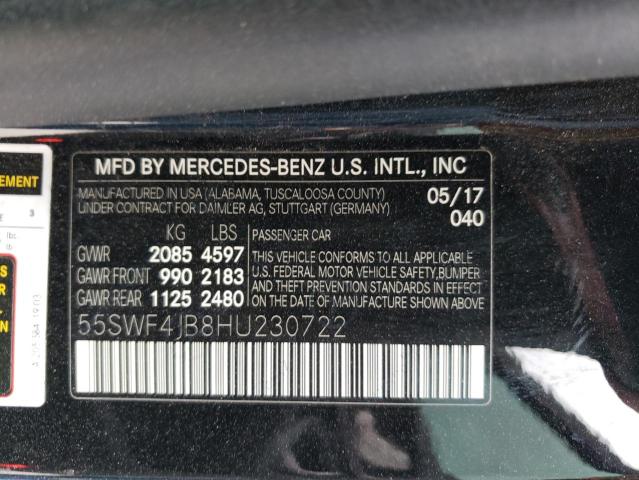 MFD BY MERCEDES-BENZ U.S. INTL., INC
MANUFACTURED IN USA (ALABAMA, TUSCALOOSA COUNTY) 05/17
UNDER CONTRACT FOR DAIMLER AG, STUTTGART (GERMANY) 040
KG LBS PASSENGER CAR
GVWR 2085 4597
GAWR FRONT 990 2183
GAWR REAR 1125 2480
THIS VEHICLE CONFORMS TO ALL APPLICABLE
U.S. FEDERAL MOTOR VEHICLE SAFETY, BUMPER
AND THEFT PREVENTION STANDARDS IN EFFECT
ON THE DATE OF MANUFACTURE SHOWN ABOVE.
55SWF4JB8HU230722
EMENT
3
lbs.
lb